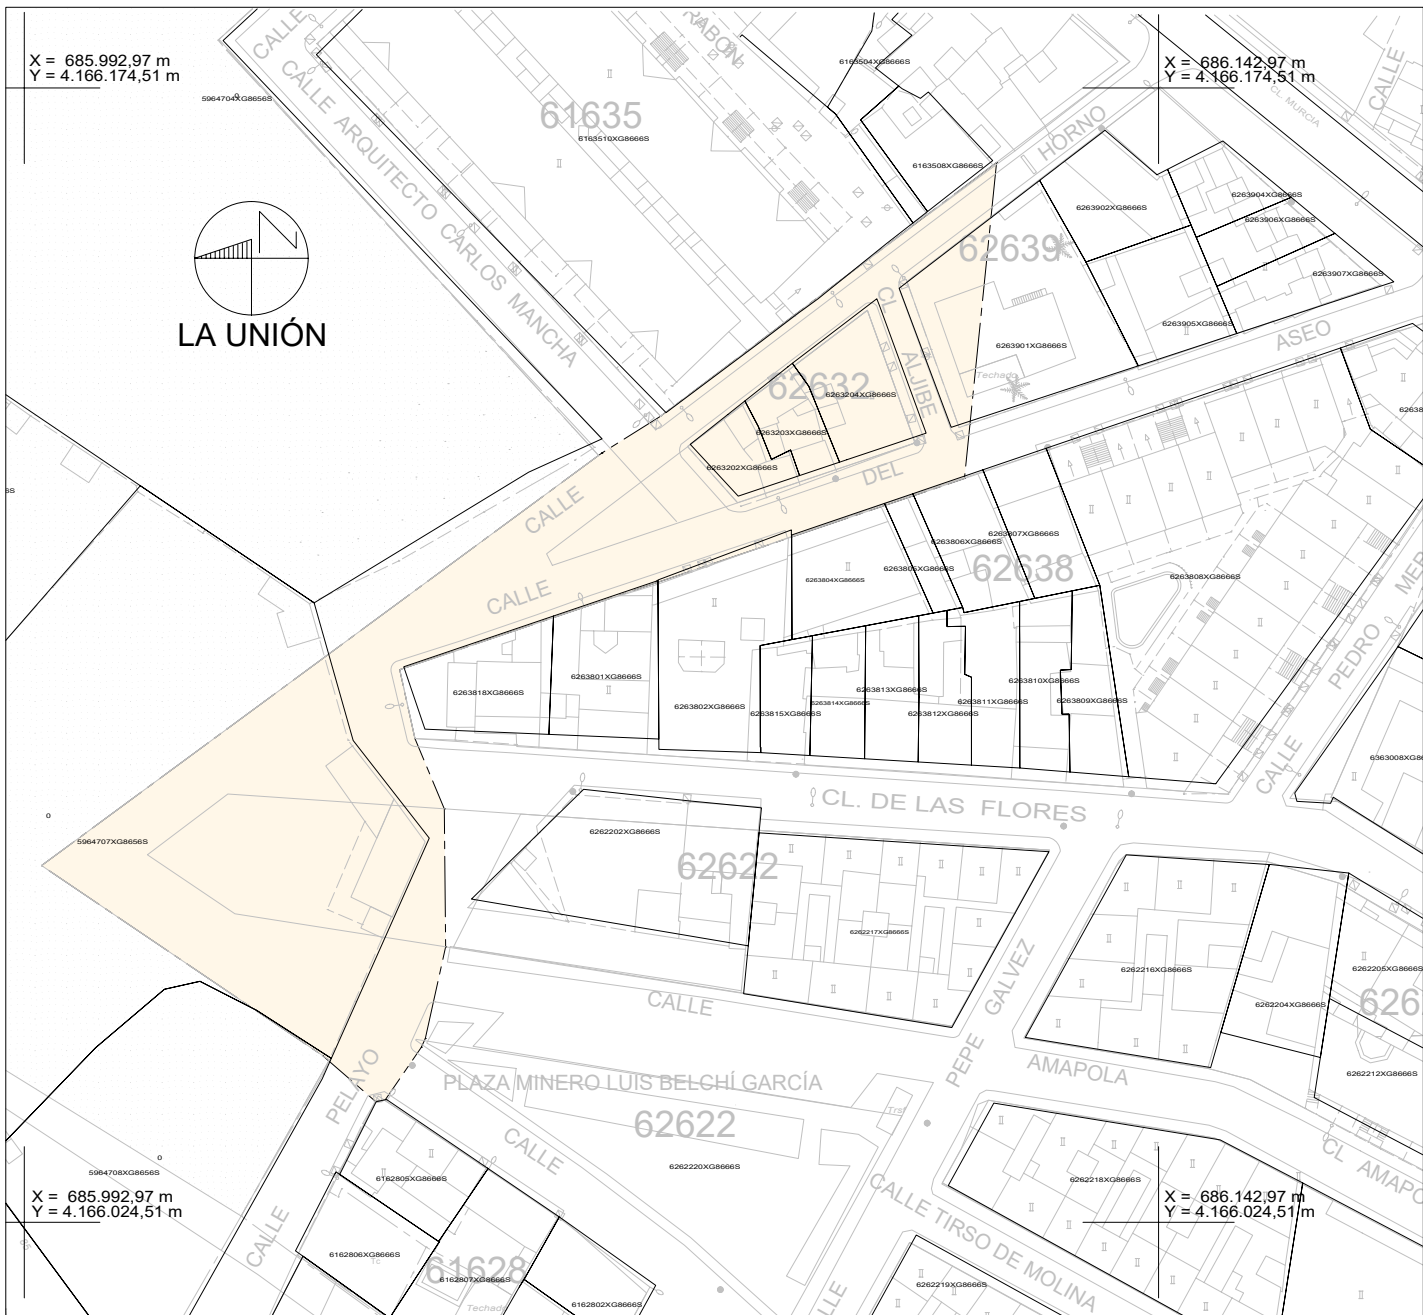 X = 685.992,97 m
Y = 4.166.174,51 m
X = 686.142,97 m
Y = 4.166.174,51 m
CALLE
RABÓN
6163504XG8666S
CALLE
CL. MURCIA
5964704XG8656S
CALLE ARQUITECTO CARLOS MANCHA
61635
6163510XG8666S
HORNO
6163508XG8666S
6263902XG8666S
6263904XG8666S
6263906XG8666S
62639
6263907XG8666S
LA UNIÓN
CL ALJIBE
6263901XG8666S
6263905XG8666S
ASEO
Techado
62632
6263204XG8666S
6263203XG8666S
6263202XG8666S
DEL
CALLE
CALLE
6263806XG8666S
6263807XG8666S
62638
6263805XG8666S
6263804XG8666S
6263808XG8666S
PEDRO
6263818XG8666S
6263801XG8666S
6263802XG8666S
6263815XG8666S
6263814XG8666S
6263813XG8666S
6263812XG8666S
6263811XG8666S
6263810XG8666S
6263809XG8666S
CALLE
CL. DE LAS FLORES
5964707XG8656S
6262202XG8666S
62622
6262217XG8666S
6262216XG8666S
6262205XG8666S
6262204XG8666S
626
CALLE
PEPE GALVEZ
AMAPOLA
6262212XG8666S
PELAYO
PLAZA MINERO LUIS BELCHÍ GARCÍA
62622
CALLE
6262220XG8666S
5964708XG8656S
6162805XG8666S
CL AMAPO
6262218XG8666S
X = 685.992,97 m
Y = 4.166.024,51 m
X = 686.142,97 m
Y = 4.166.024,51 m
CALLE
CALLE TIRSO DE MOLINA
6162806XG8666S
61628
6162807XG8666S
6162802XG8666S
Techado
6262219XG8666S